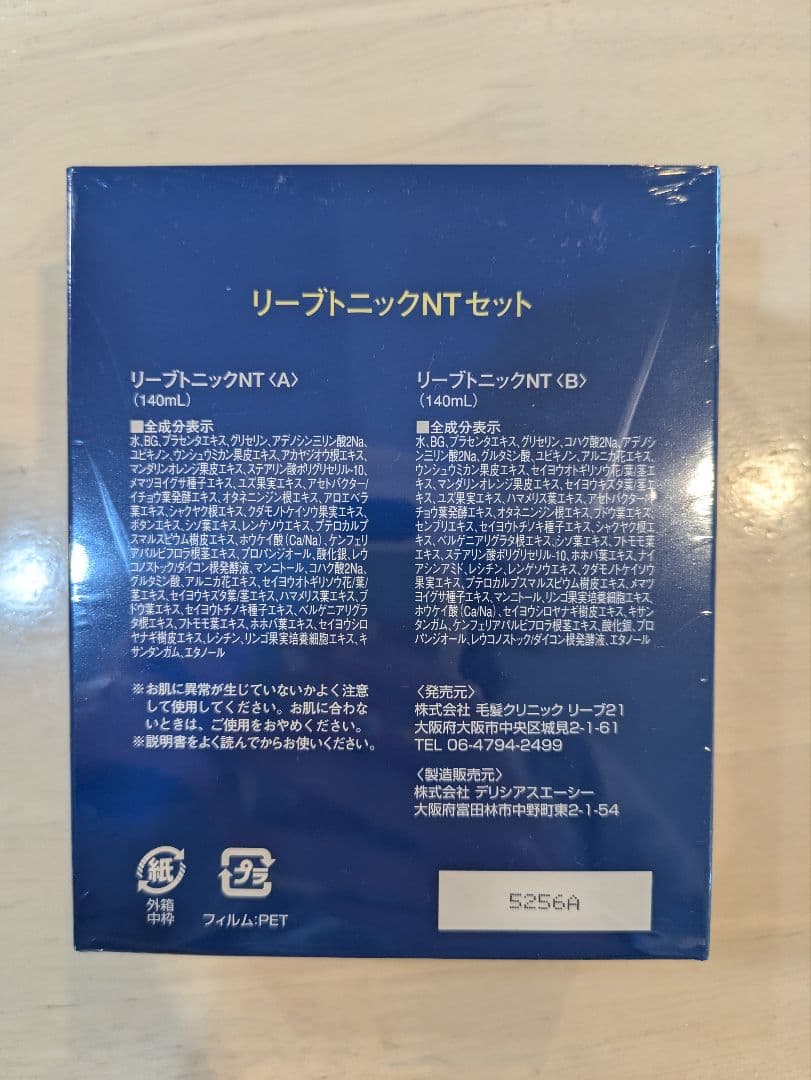 リーブトニックNTセット
リーブトニックNT〈A〉
（140mL）
■全成分表示
水、BG、プラセンタエキス、グリセリン、アデノシン三リン酸2Na、
ユビキノン、ウンシュウミカン果皮エキス、アカヤジオウ根エキス、
マンダリンオレンジ果皮エキス、ステアリン酸ポリグリセリル-10、
メマツヨイグサ種子エキス、ユズ果実エキス、アセトバクター/
イチョウ葉発酵エキス、オタネニンジン根エキス、アロエベラ
葉エキス、シャクヤク根エキス、クダモノトケイソウ果実エキス、
ボタンエキス、シソ葉エキス、レンゲソウエキス、プテロカルプ
スマルスピウム樹皮エキス、ホウケイ酸(Ca/Na)、ケンフェ
リアパルビフロラ根茎エキス、プロパンジオール、酸化銀、レウ
コノストック/ダイコン根発酵液、マンニトール、コハク酸2Na、
グルタミン酸、アルニカ花エキス、セイヨウオトギリソウ花/葉/
茎エキス、セイヨウキズタ葉/茎エキス、ハマメリス葉エキス、ブ
ドウ葉エキス、セイヨウトチノキ種子エキス、ベルゲニアリグラ
タ根エキス、フトモモ葉エキス、ホホバ葉エキス、セイヨウシロ
ヤナギ樹皮エキス、レシチン、リンゴ果実培養細胞エキス、キ
サンタンガム、エタノール
※お肌に異常が生じていないかよく注意
して使用してください。お肌に合わな
いときは、ご使用をおやめください。
※説明書をよく読んでからお使いください。
リーブトニックNT〈B〉
（140mL）
■全成分表示
水、BG、プラセンタエキス、グリセリン、コハク酸2Na、アデノシ
ン三リン酸2Na、グルタミン酸、ユビキノン、アルニカ花エキス、
ウンシュウミカン果皮エキス、セイヨウオトギリソウ花/葉/茎エ
キス、マンダリンオレンジ果皮エキス、セイヨウキズタ葉/茎エキ
ス、ユズ果実エキス、ハマメリス葉エキス、アセトバクター/イ
チョウ葉発酵エキス、オタネニンジン根エキス、ブドウ葉エキス、
センブリエキス、セイヨウトチノキ種子エキス、シャクヤク根エ
キス、ベルゲニアリグラタ根エキス、シソ葉エキス、フトモモ葉
エキス、ステアリン酸ポリグリセリル-10、ホホバ葉エキス、ナイ
アシンアミド、レシチン、レンゲソウエキス、クダモノトケイソウ
果実エキス、プテロカルプスマルスピウム樹皮エキス、メマツ
ヨイグサ種子エキス、マンニトール、リンゴ果実培養細胞エキス、
ホウケイ酸(Ca/Na)、セイヨウシロヤナギ樹皮エキス、キサン
タンガム、ケンフェリアパルビフロラ根茎エキス、酸化銀、プロ
パンジオール、レウコノストック/ダイコン根発酵液、エタノール
〈発売元〉
株式会社 毛髪クリニック リーブ21
大阪府大阪市中央区城見2-1-61
TEL 06-4794-2499
〈製造販売元〉
株式会社 デリシアスエーシー
大阪府富田林市中野町東2-1-54
紙
外箱
中枠
プラ
フィルム:PET
5256A